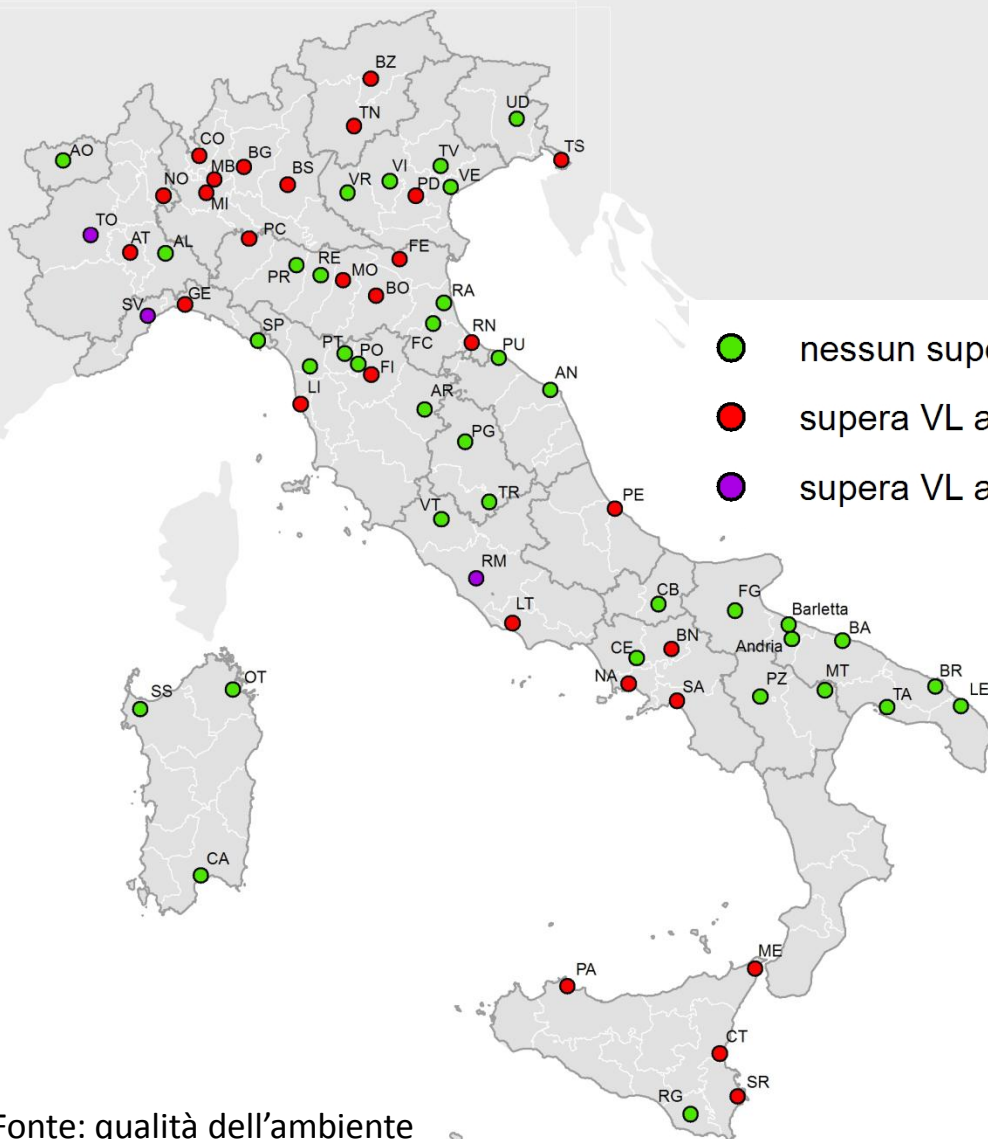 BZ
UD
TN
CO
TS
AO
MB
BG
BS
TV
VI
VR
PD
VE
NO
MI
TO
AT
AL
PC
FE
RE
PR
MO
BO
RA
SV
GE
SP
FC
RN
PU
PT
PO
FI
LI
AR
AN
PG
TR
VT
PE
RM
LT
CB
FG
Barletta
BA
Andria
BN
CE
NA
SA
PZ
MT
TA
BR
LE
SS
OT
CA
ME
PA
CT
SR
RG
nessun
supera VL a
supera VL a
Fonte: qualità dell’ambiente